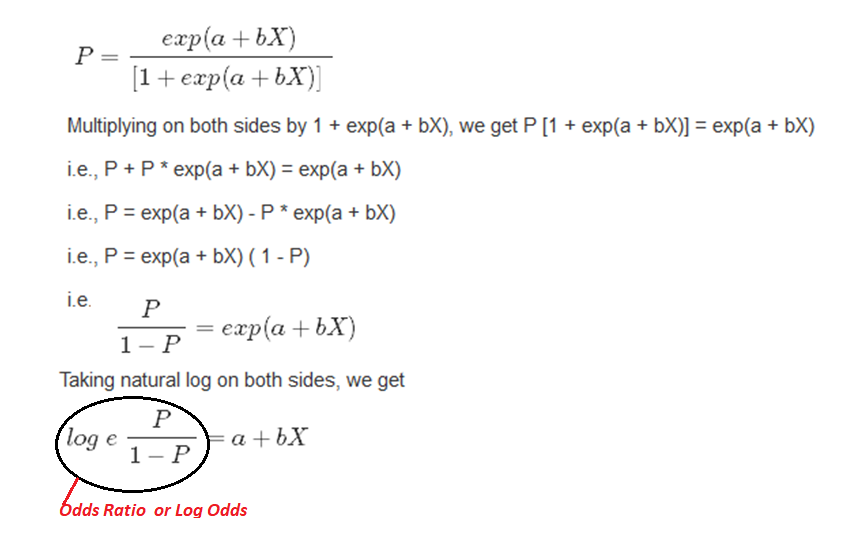 P = exp(a + bX) / [1 + exp(a + bX)]
Multiplying on both sides by 1 + exp(a + bX), we get P [1 + exp(a + bX)] = exp(a + bX)
i.e., P + P * exp(a + bX) = exp(a + bX)
i.e., P = exp(a + bX) - P * exp(a + bX)
i.e., P = exp(a + bX) ( 1 - P)
i.e. P / 1 − P = exp(a + bX)
Taking natural log on both sides, we get
log e P / 1 − P = a + bX
Odds Ratio or Log Odds